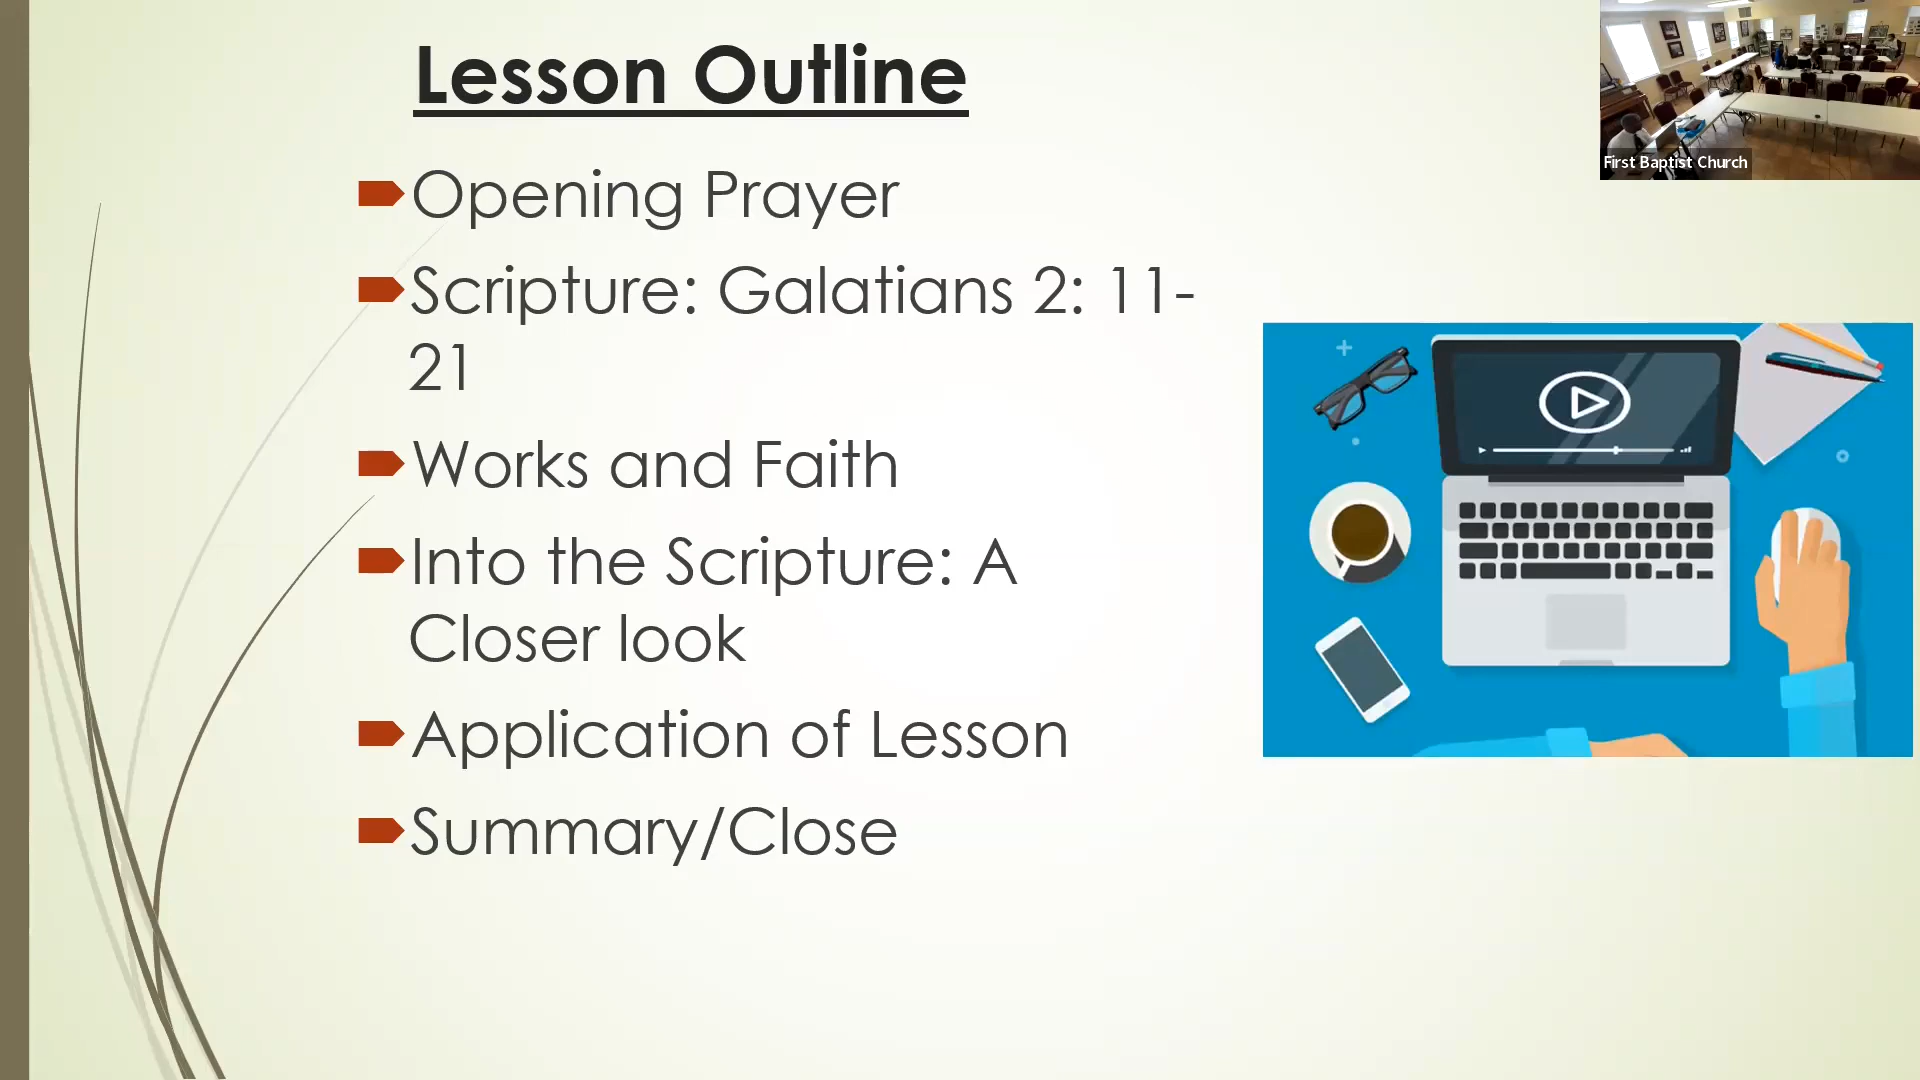 Lesson Outline
Opening Prayer
Scripture: Galatians 2: 11-
21
Works and Faith
Into the Scripture: A
Closer look
Application of Lesson
Summary/Close
First Baptist Church